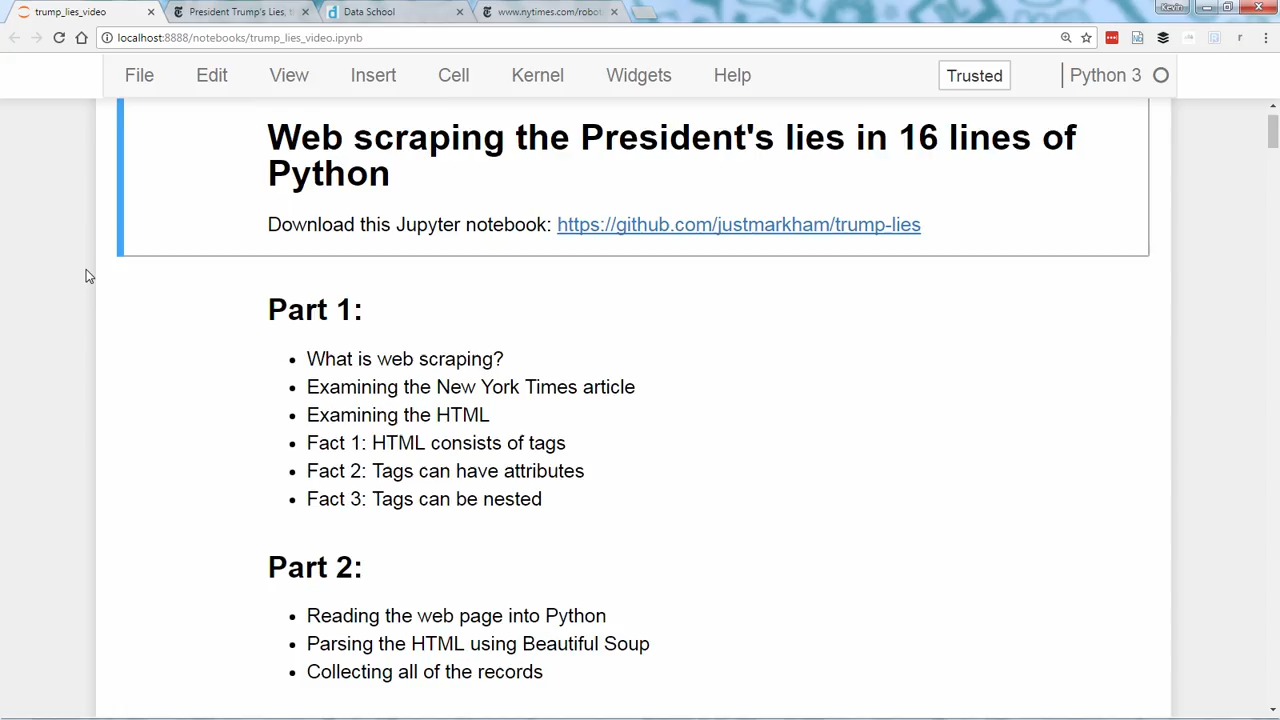 trump_lies_video
President Trump's Lies, t
Data School
www.nytimes.com/robot
Kevin
localhost:8888/notebooks/trump_lies_video.ipynb
File Edit View Insert Cell Kernel Widgets Help Trusted Python 3
Web scraping the President's lies in 16 lines of
Python
Download this Jupyter notebook: https://github.com/justmarkham/trump-lies
Part 1:
• What is web scraping?
• Examining the New York Times article
• Examining the HTML
• Fact 1: HTML consists of tags
• Fact 2: Tags can have attributes
• Fact 3: Tags can be nested
Part 2:
• Reading the web page into Python
• Parsing the HTML using Beautiful Soup
• Collecting all of the records